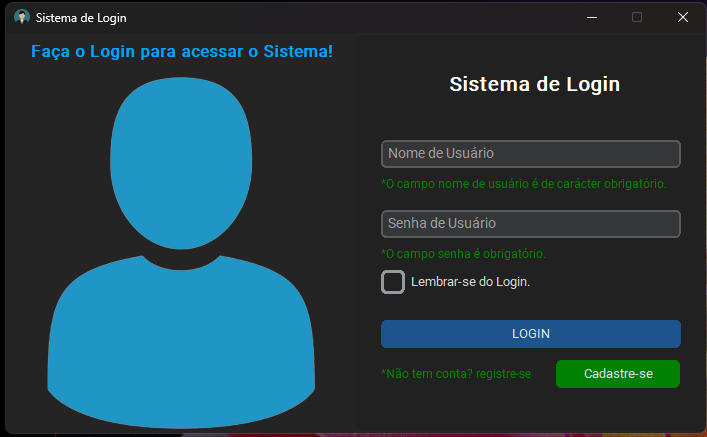 Sistema de Login
Faça o Login para acessar o Sistema!
Sistema de Login
Nome de Usuário
*O campo nome de usuário é de carácter obrigatório.
Senha de Usuário
*O campo senha é obrigatório.
Lembrar-se do Login.
LOGIN
*Não tem conta? registre-se
Cadastre-se